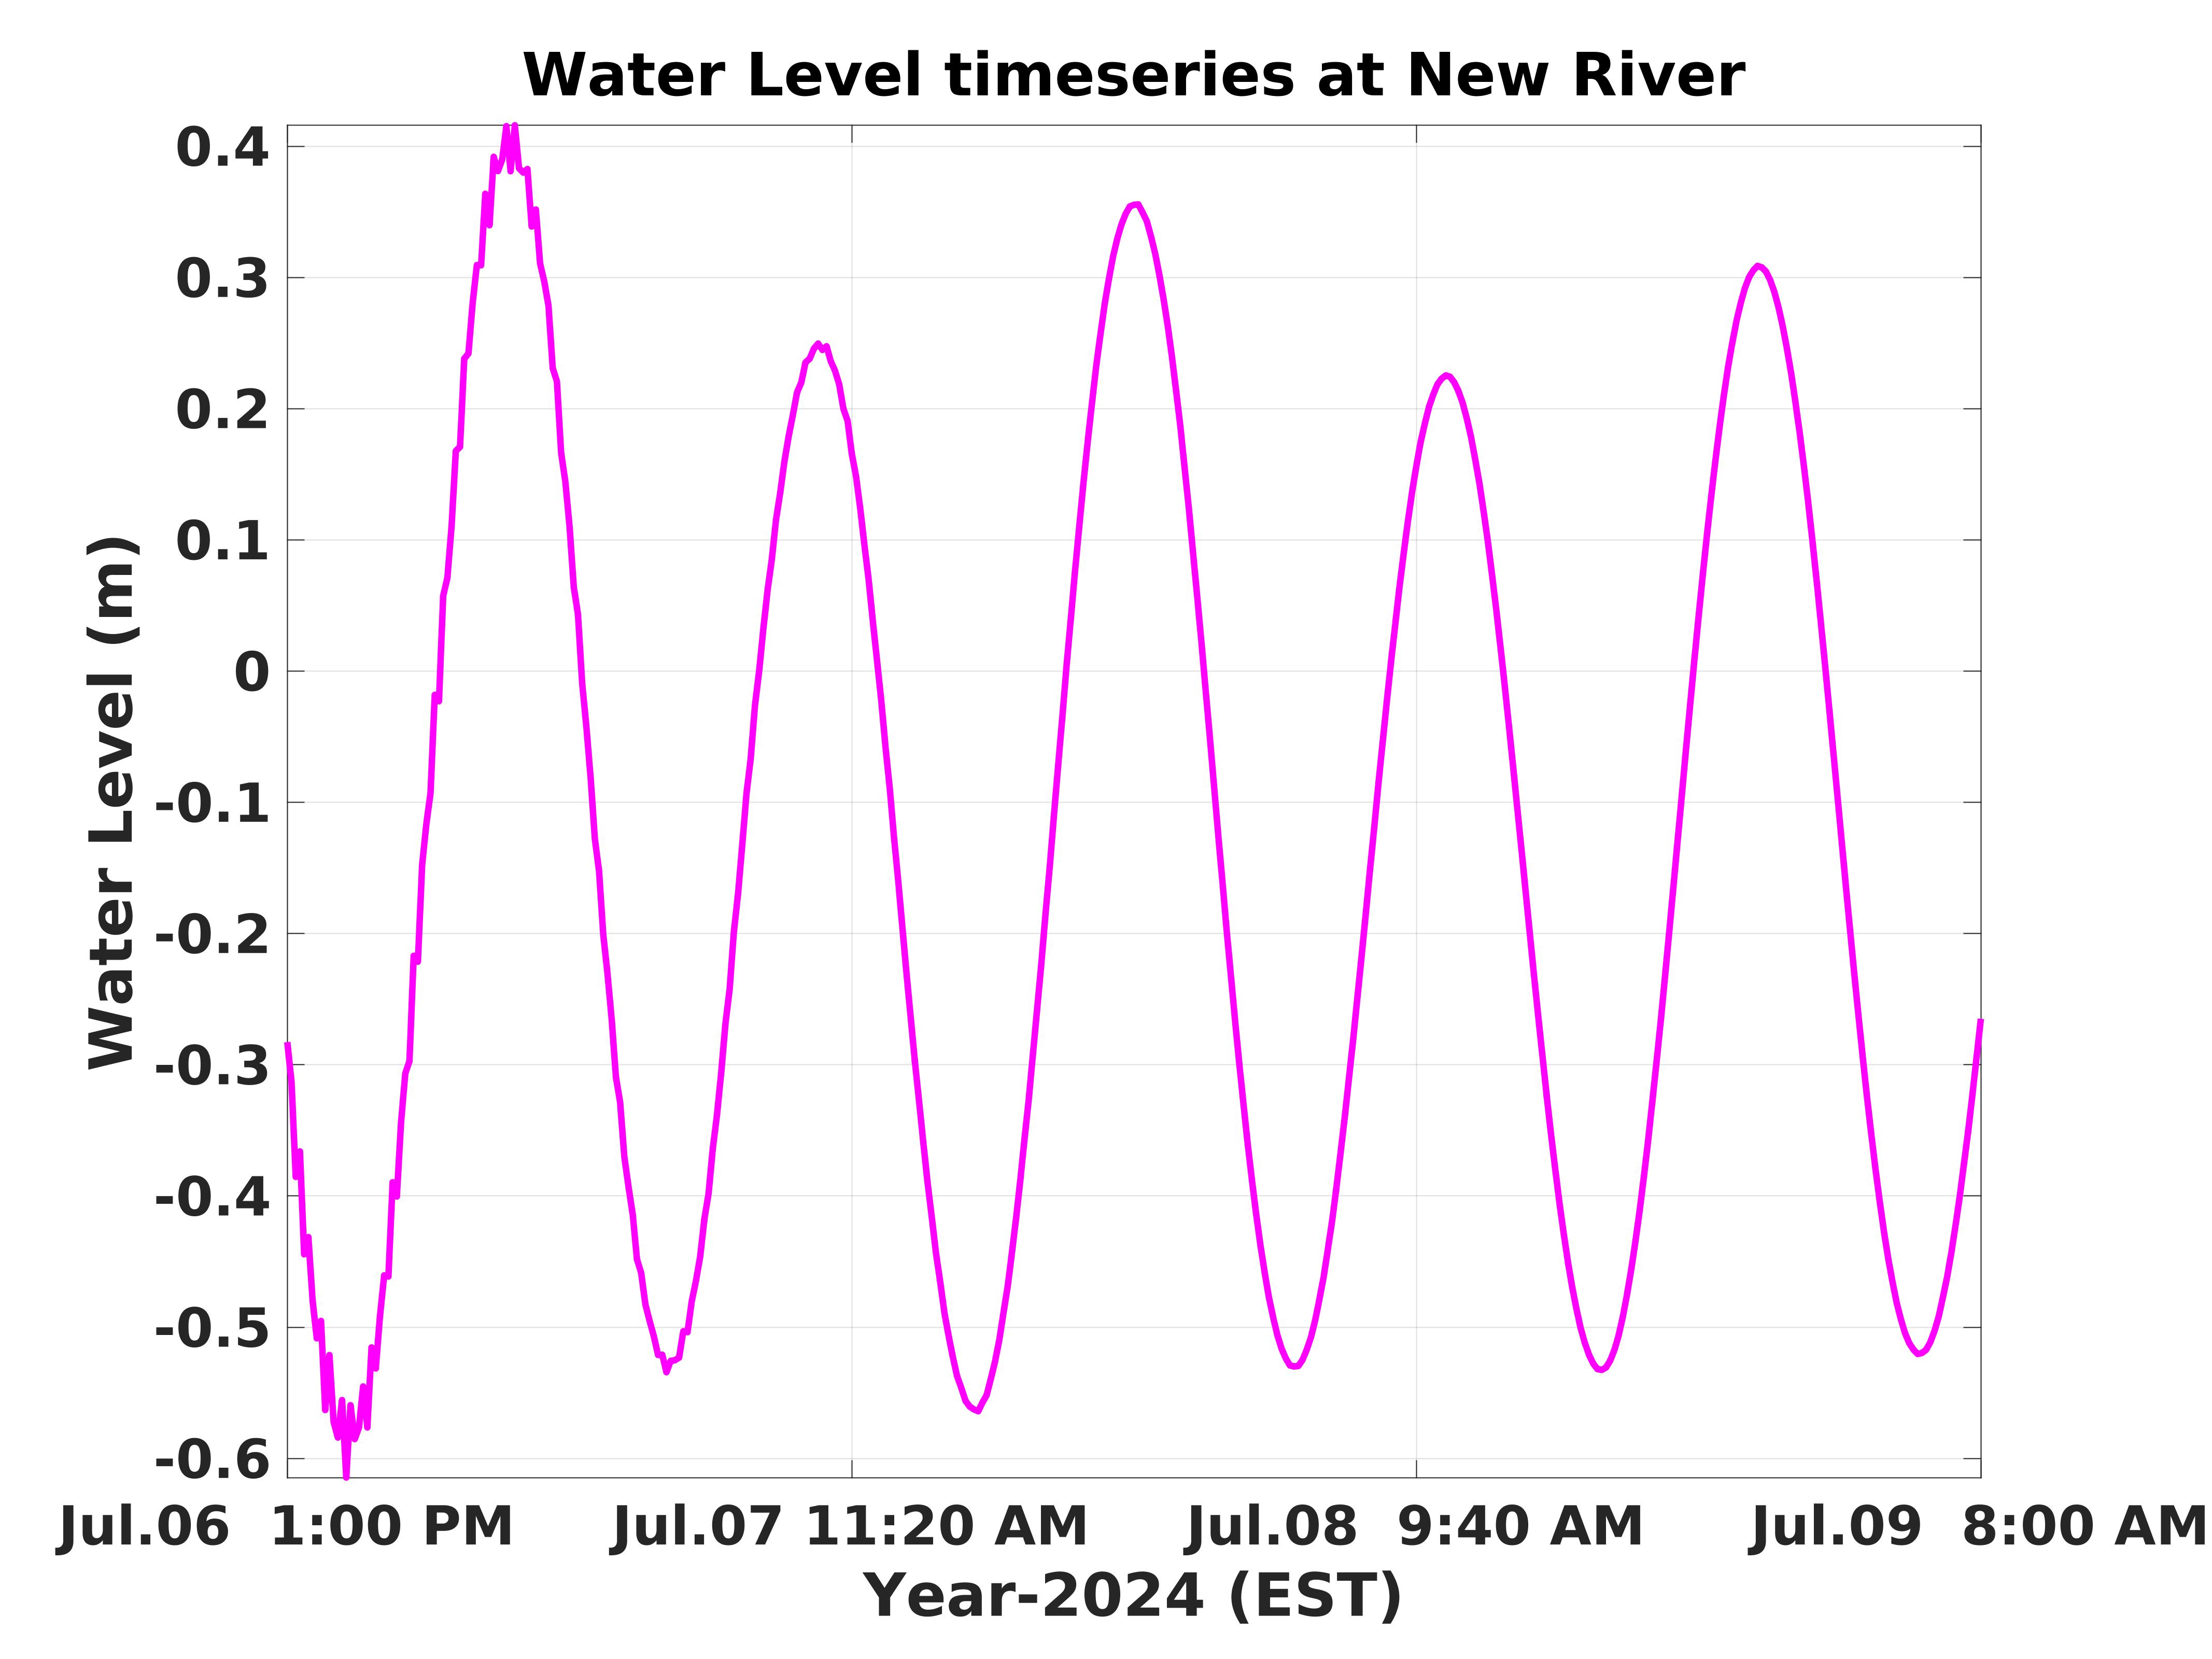 Water Level timeseries at New River
0.4
0.3
0.2
0.1
0
-0.1
-0.2
-0.3
-0.4
-0.5
-0.6
Water Level (m)
Jul.06 1:00 PM Jul.07 11:20 AM Jul.08 9:40 AM Jul.09 8:00 AM
Year-2024 (EST)